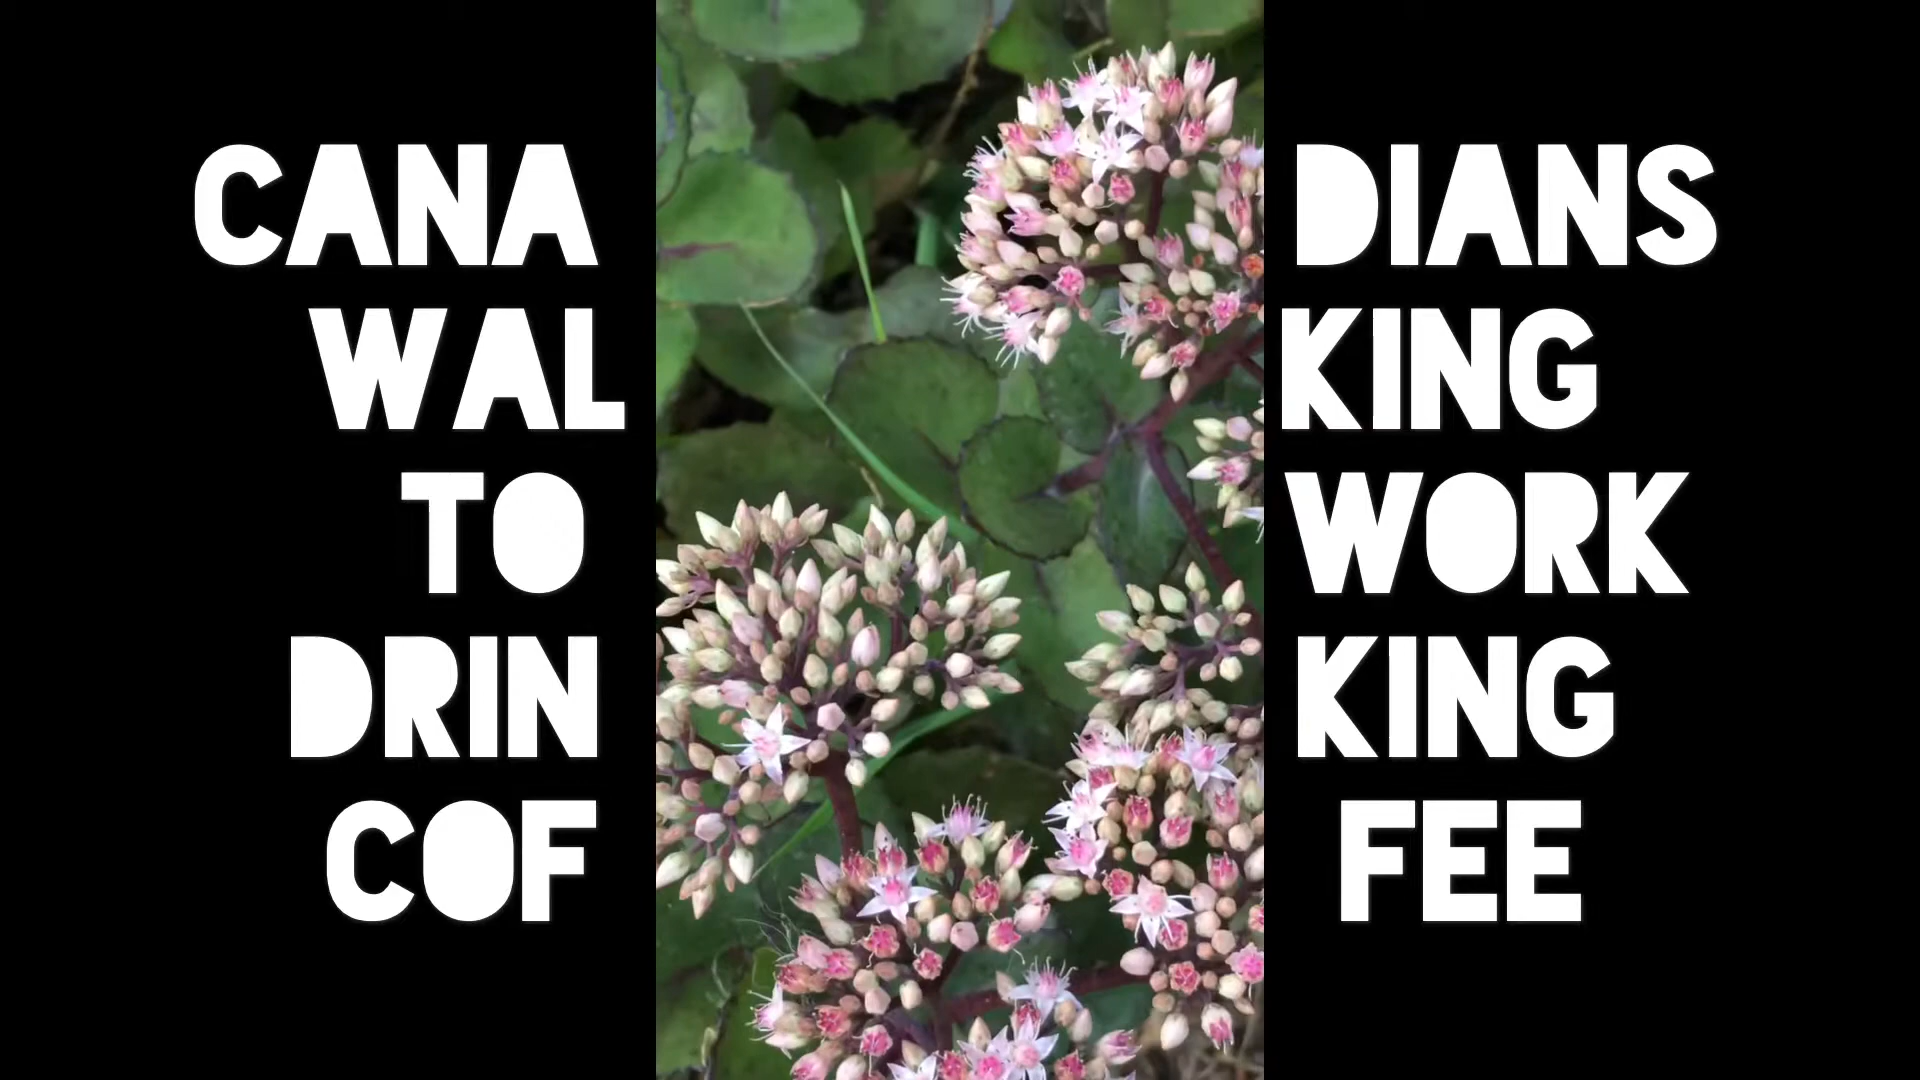 CANA DIANS
WAL KING
TO WORK
DRIN KING
COF FEE